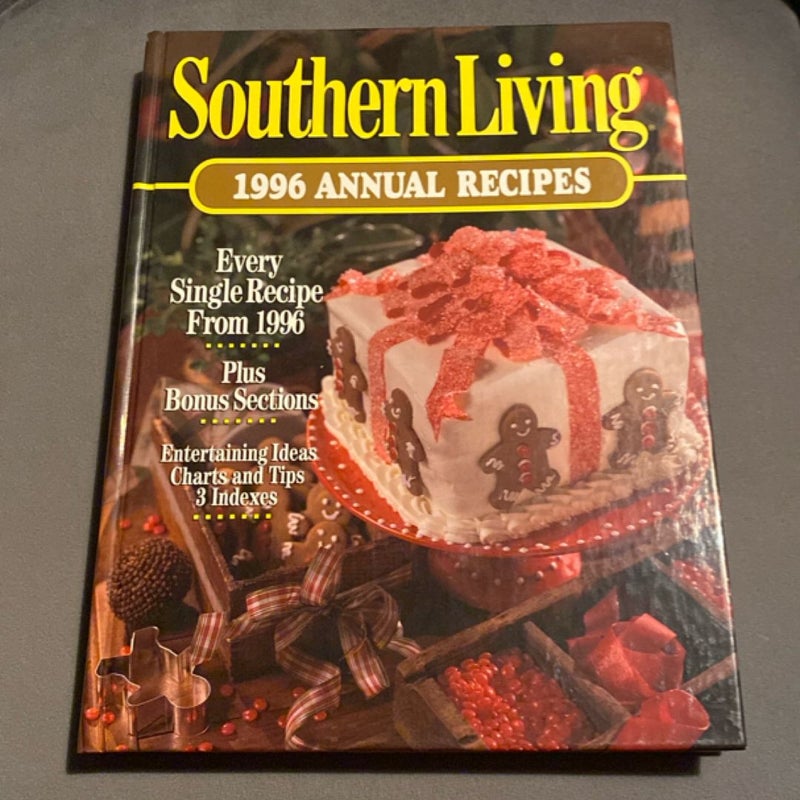 Southern Living
1996 ANNUAL RECIPES
Every
Single Recipe
From 1996
Plus
Bonus Sections
Entertaining Ideas
Charts and Tips
3 Indexes